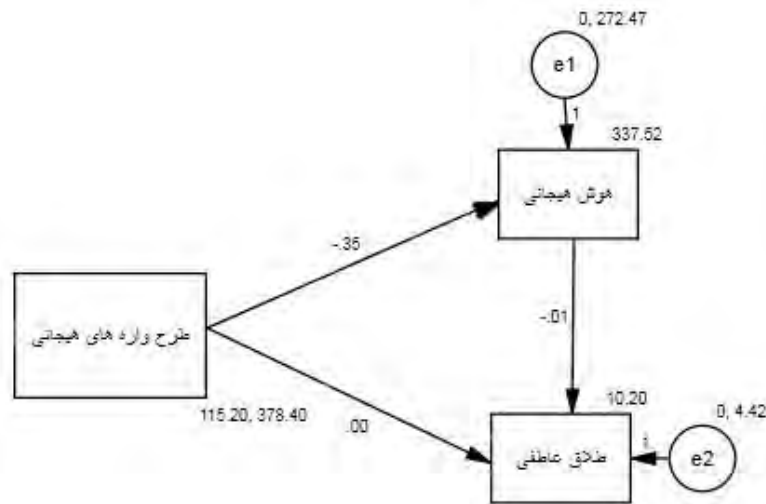 0, 272.47
e1
1
337.52
هوش هیجانی
-.35
طرح واره های هیجانی
-.01
115.20, 378.40
.00
10.20
0, 4.42
طلاق عاطفی
1
e2